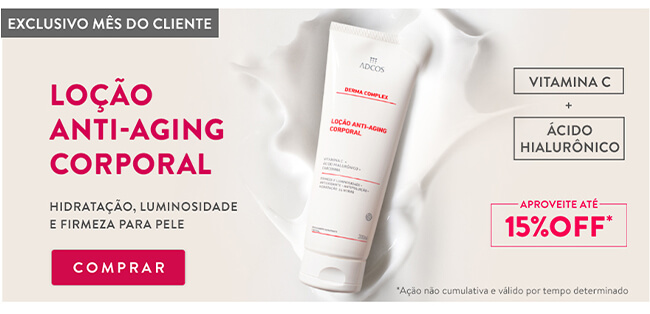 EXCLUSIVO MÊS DO CLIENTE
LOÇÃO
ANTI-AGING
CORPORAL
HIDRATAÇÃO, LUMINOSIDADE
E FIRMEZA PARA PELE
COMPRAR
ADCOS
DERMA COMPLEX
LOÇÃO ANTI-AGING
CORPORAL
VITAMINA C
+
ÁCIDO
HIALURÔNICO
APROVEITE ATÉ
15%OFF*
*Ação não cumulativa e válido por tempo determinado